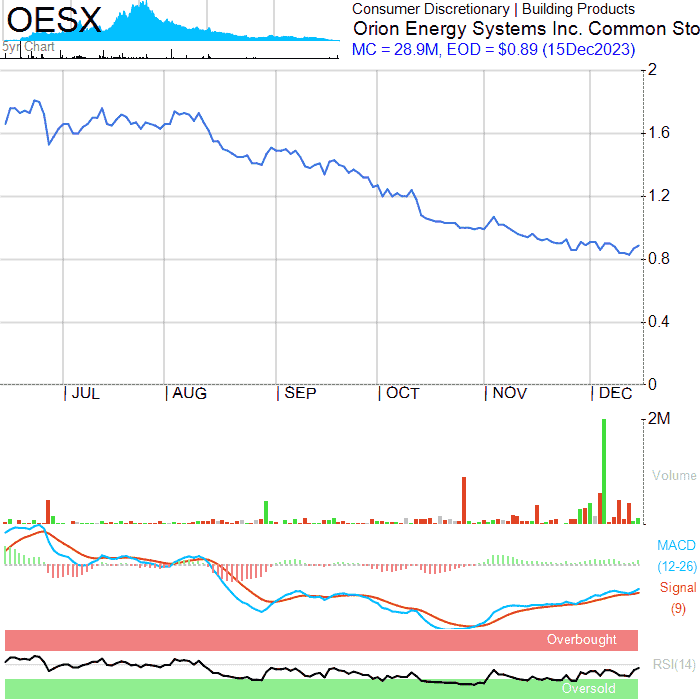 OESX
5yr Chart
Consumer Discretionary | Building Products
Orion Energy Systems Inc. Common Sto
MC = 28.9M, EOD = $0.89 (15Dec2023)
2
1.6
1.2
0.8
0.4
0
| JUL | AUG | SEP | OCT | NOV | DEC
2M
Volume
MACD
(12-26)
Signal
(9)
Overbought
RSI(14)
Oversold